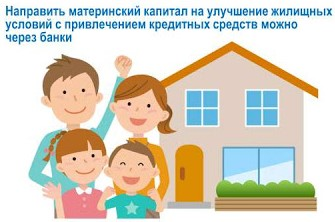 Направить материнский капитал на улучшение жилищных
условий с привлечением кредитных средств можно
через банки